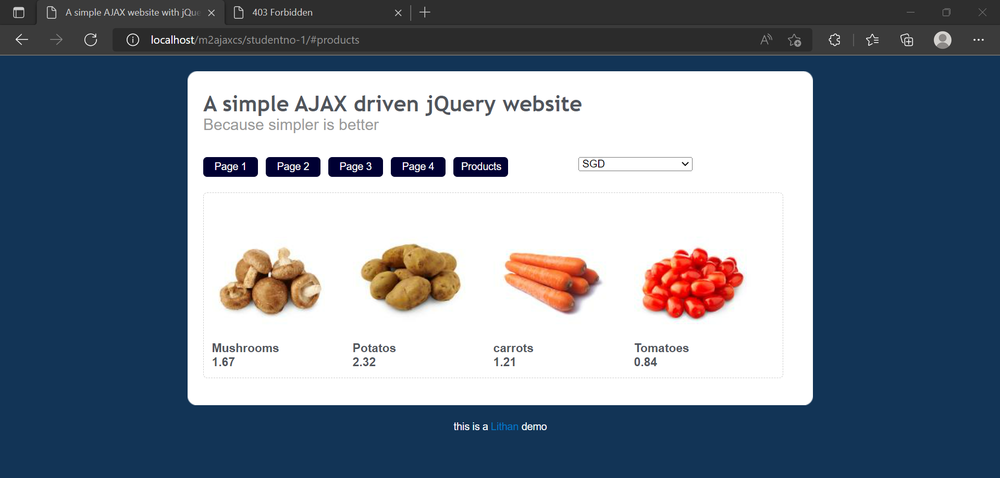 A simple AJAX website with jQue
403 Forbidden
localhost/m2ajaxcs/studentno-1/#products
A simple AJAX driven jQuery website
Because simpler is better
Page 1 Page 2 Page 3 Page 4 Products SGD
Mushrooms Potatos carrots Tomatoes
1.67 2.32 1.21 0.84
this is a Lithan demo